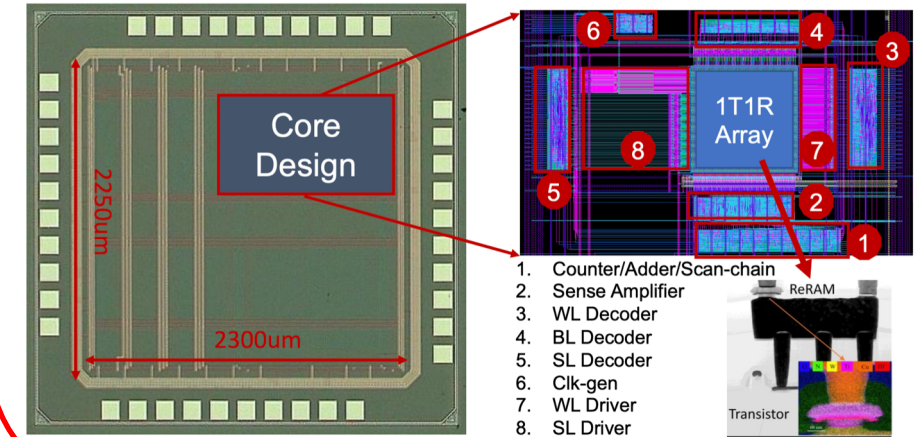 Core
Design
2250um
2300um
6
4
3
1T1R
Array
8
7
5
2
1
1. Counter/Adder/Scan-chain
2. Sense Amplifier
3. WL Decoder
4. BL Decoder
5. SL Decoder
6. Clk-gen
7. WL Driver
8. SL Driver
ReRAM
Transistor
N W Cu